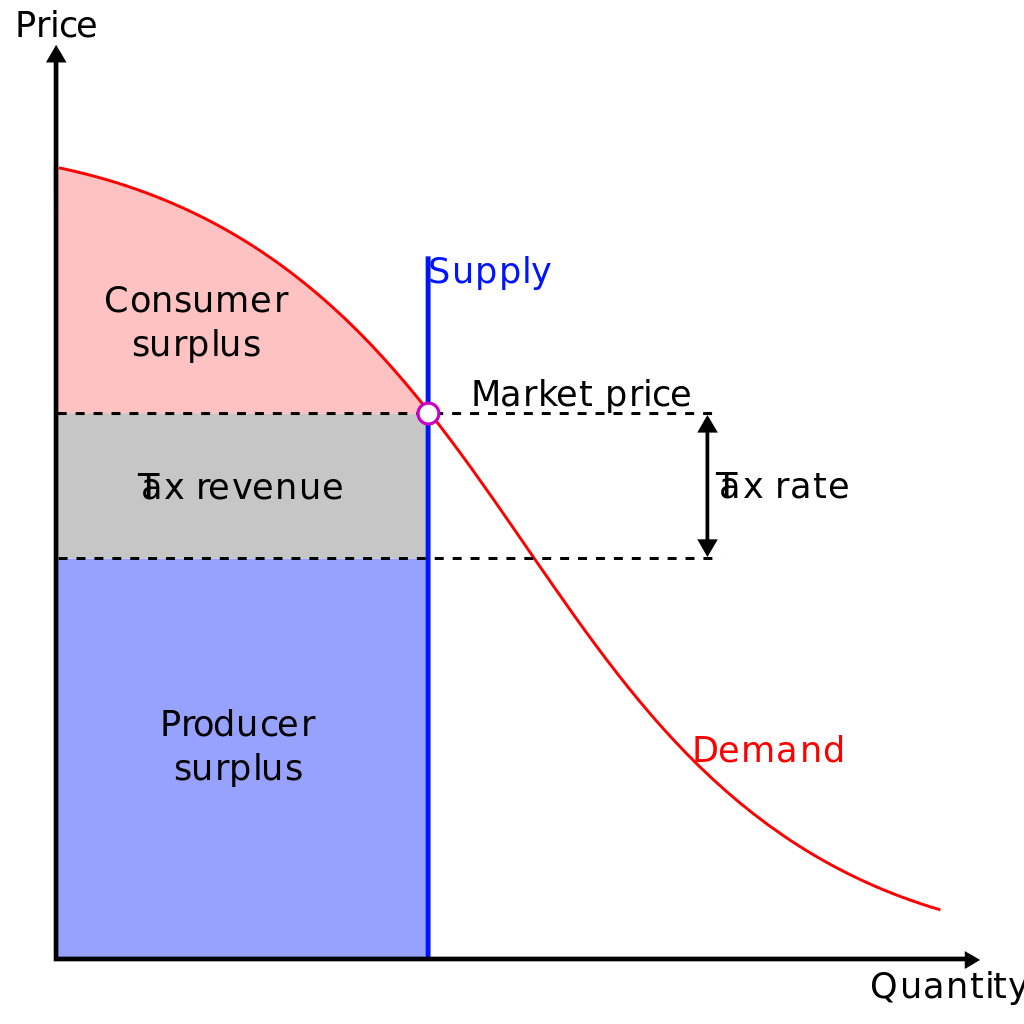 Price
Supply
Consumer
surplus
Market price
Tax revenue
Tax rate
Producer
surplus
Demand
Quantity